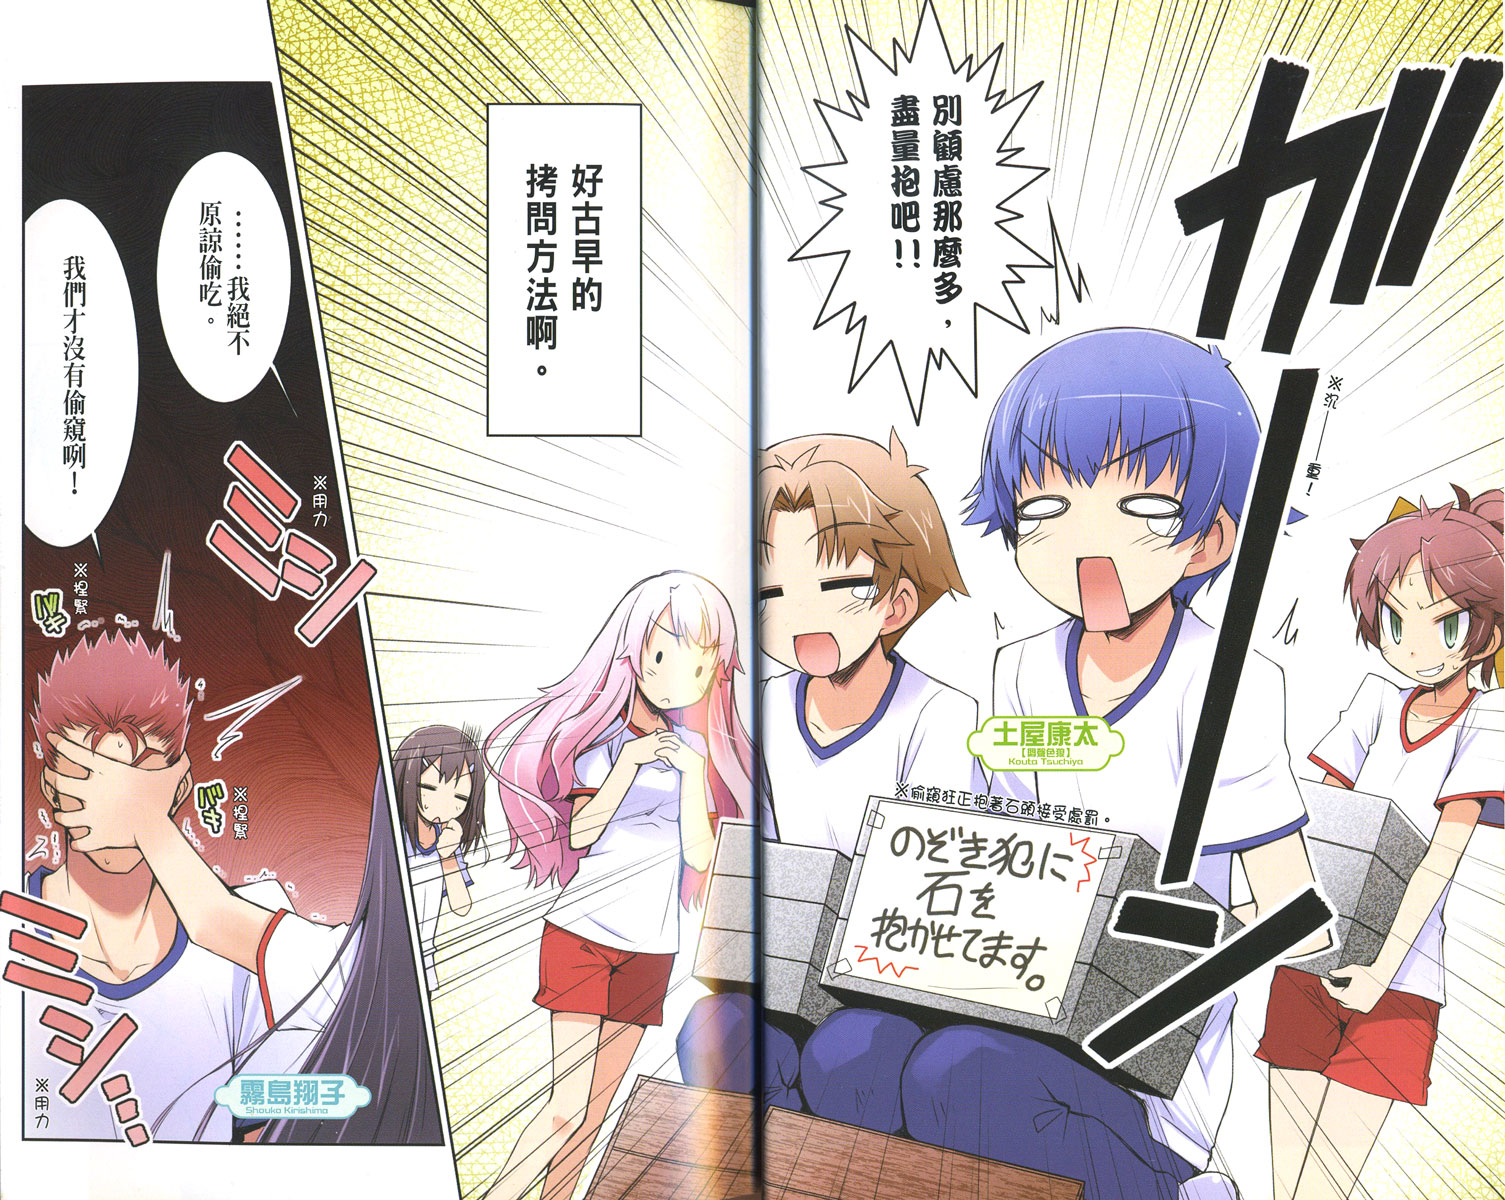 ガガーン
※沉——重！
別顧慮那麼多，
盡量抱吧!!
土屋康太
Kouta Tsuchiya
※偷窺狂正抱著石頭接受處罰。
のぞき犯に
石を
抱かせてます。
好古早的
拷問方法啊。
……我絕不
原諒偷吃。
我們才沒有偷窺咧！
※用力
ミシ
※捏緊
※捏緊
ミシミシ…
※用力
霧島翔子
Shouko Kirishima